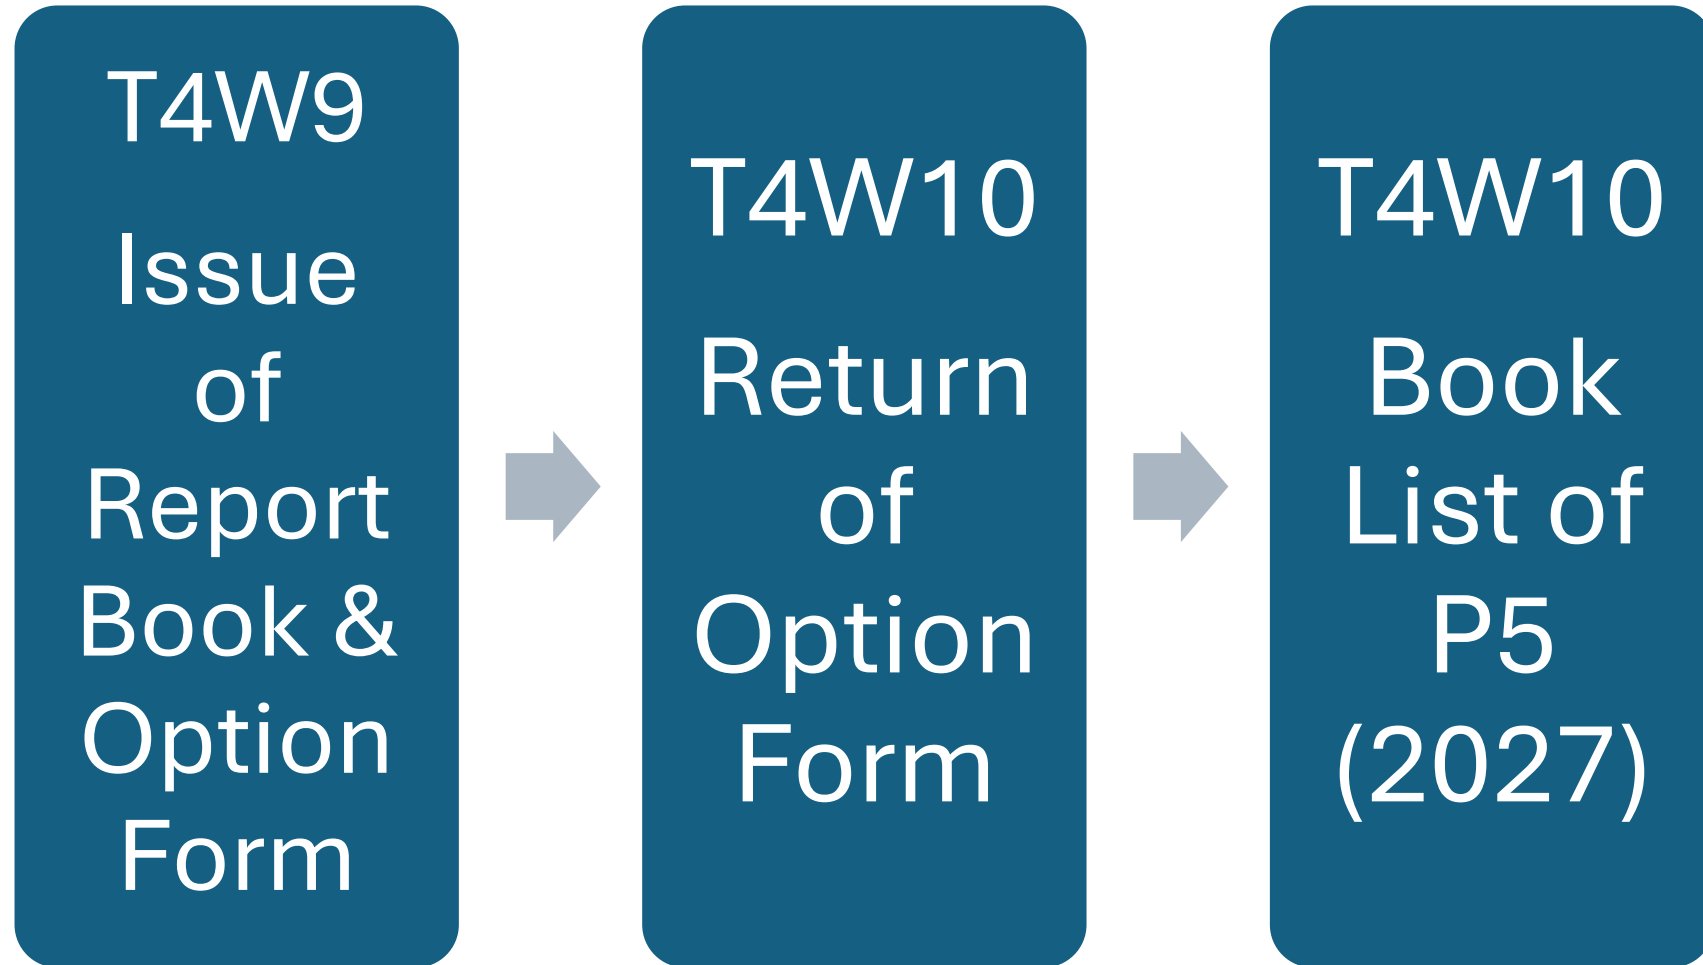 T4W9
Issue
of
Report
Book &
Option
Form
T4W10
Return
of
Option
Form
T4W10
Book
List of
P5
(2027)